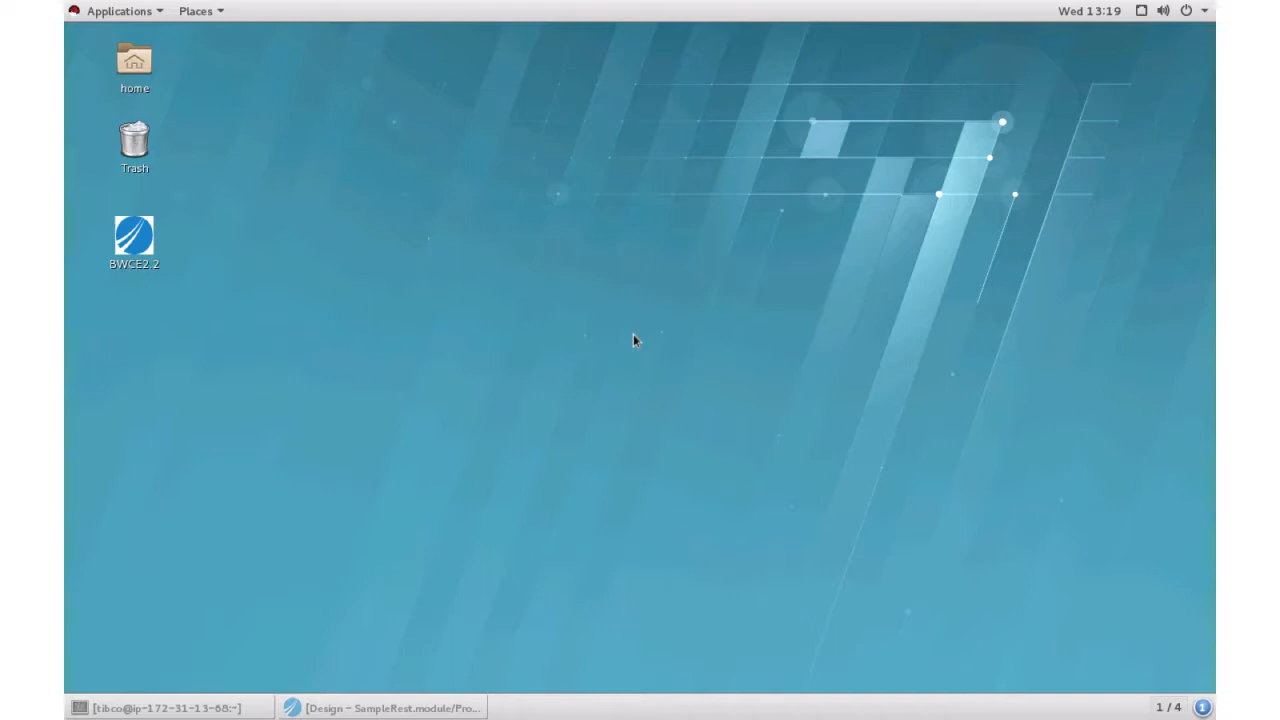 Applications Places Wed 13:19
home
Trash
BWCE2.2
[tibco@ip-172-31-13-68:~] [Design - SampleRest.module/Pro... 1 / 4 1